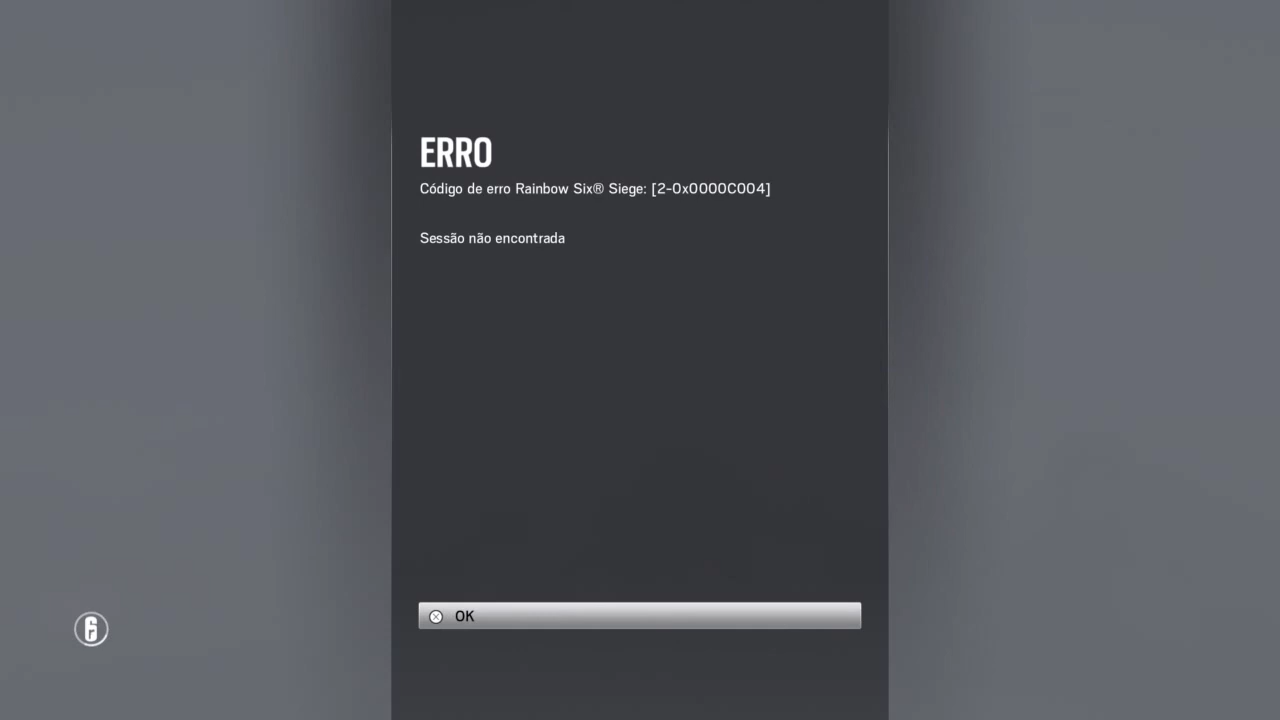 ERRO
Código de erro Rainbow Six® Siege: [2-0x0000C004]
Sessão não encontrada
OK